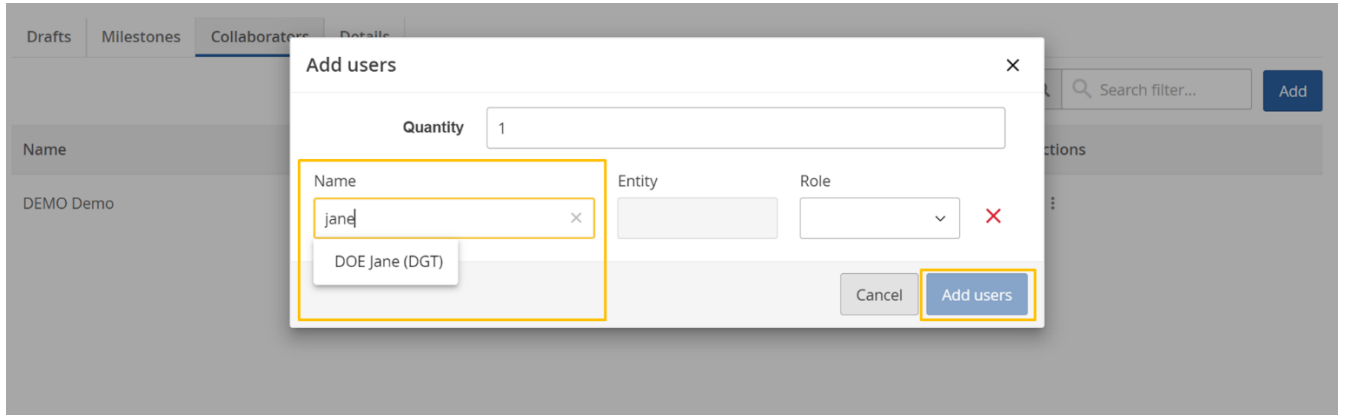 Drafts Milestones Collaborators Details
Add users
Search filter... Add
Quantity 1
Name
Name Entity Role
DEMO Demo
jane
DOE Jane (DGT)
Cancel Add users